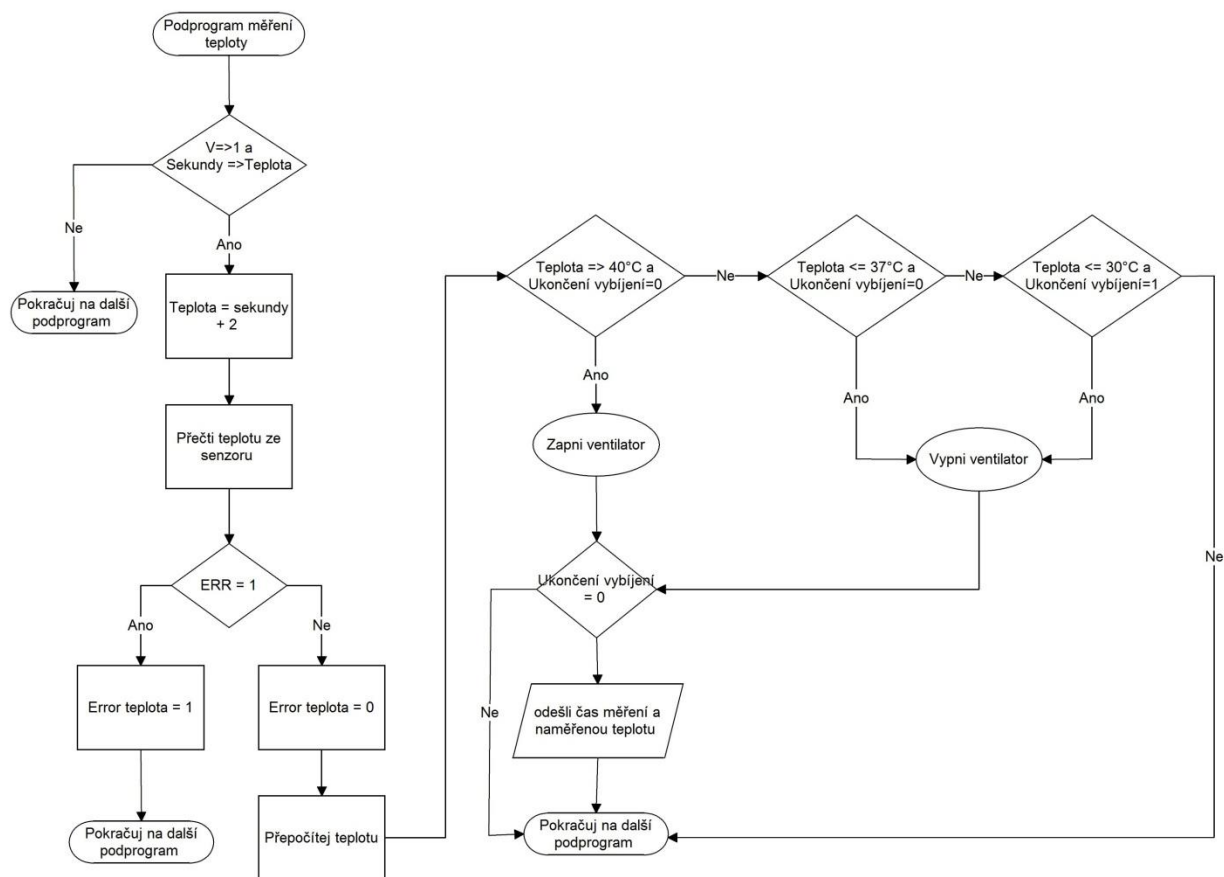 Podprogram měření
teploty
V=>1 a
Sekundy =>Teplota
Ne
Ano
Pokračuj na další
podprogram
Teplota = sekundy
+ 2
Přečti teplotu ze
senzoru
ERR = 1
Ano
Ne
Error teplota = 1
Error teplota = 0
Pokračuj na další
podprogram
Přepočítej teplotu
Teplota => 40°C a
Ukončení vybíjení=0
Ne
Teplota <= 37°C a
Ukončení vybíjení=0
Ne
Teplota <= 30°C a
Ukončení vybíjení=1
Ano
Ano
Ano
Zapni ventilator
Vypni ventilator
Ne
Ukončení vybíjení
= 0
Ne
odešli čas měření a
naměřenou teplotu
Pokračuj na další
podprogram